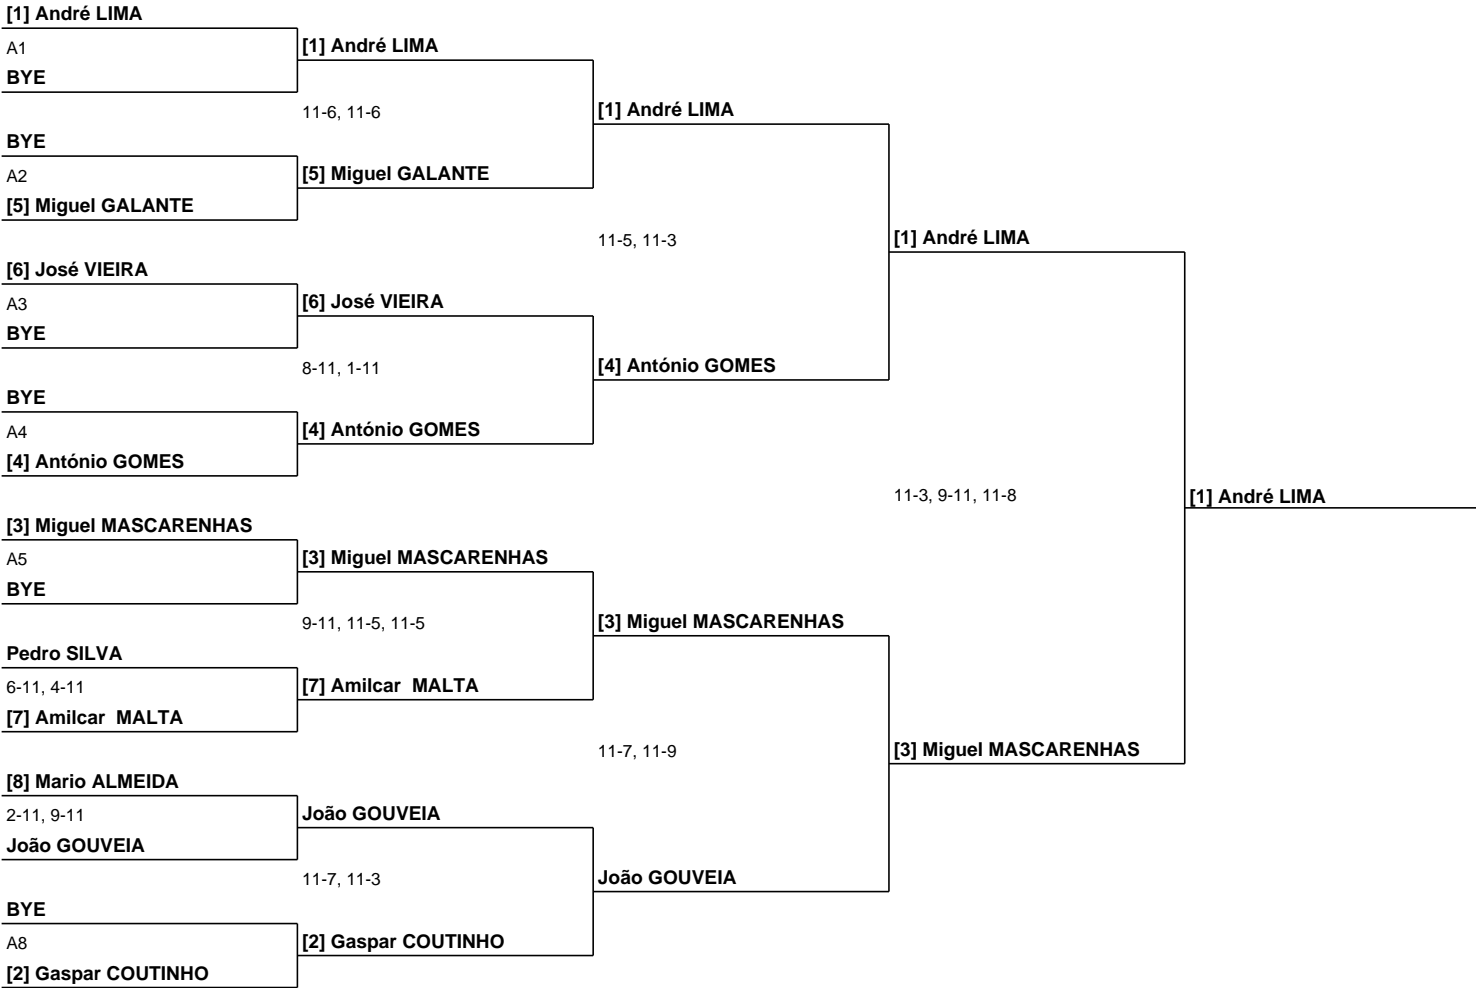 [1] André LIMA
A1
BYE
BYE
A2
[5] Miguel GALANTE
[6] José VIEIRA
A3
BYE
BYE
A4
[4] António GOMES
[3] Miguel MASCARENHAS
A5
BYE
Pedro SILVA
6-11, 4-11
[7] Amilcar  MALTA
[8] Mario ALMEIDA
2-11, 9-11
João GOUVEIA
BYE
A8
[2] Gaspar COUTINHO
[1] André LIMA
11-6, 11-6
[5] Miguel GALANTE
[6] José VIEIRA
8-11, 1-11
[4] António GOMES
[3] Miguel MASCARENHAS
9-11, 11-5, 11-5
[7] Amilcar  MALTA
João GOUVEIA
11-7, 11-3
[2] Gaspar COUTINHO
[1] André LIMA
11-5, 11-3
[4] António GOMES
[3] Miguel MASCARENHAS
11-7, 11-9
João GOUVEIA
[1] André LIMA
11-3, 9-11, 11-8
[3] Miguel MASCARENHAS
[1] André LIMA